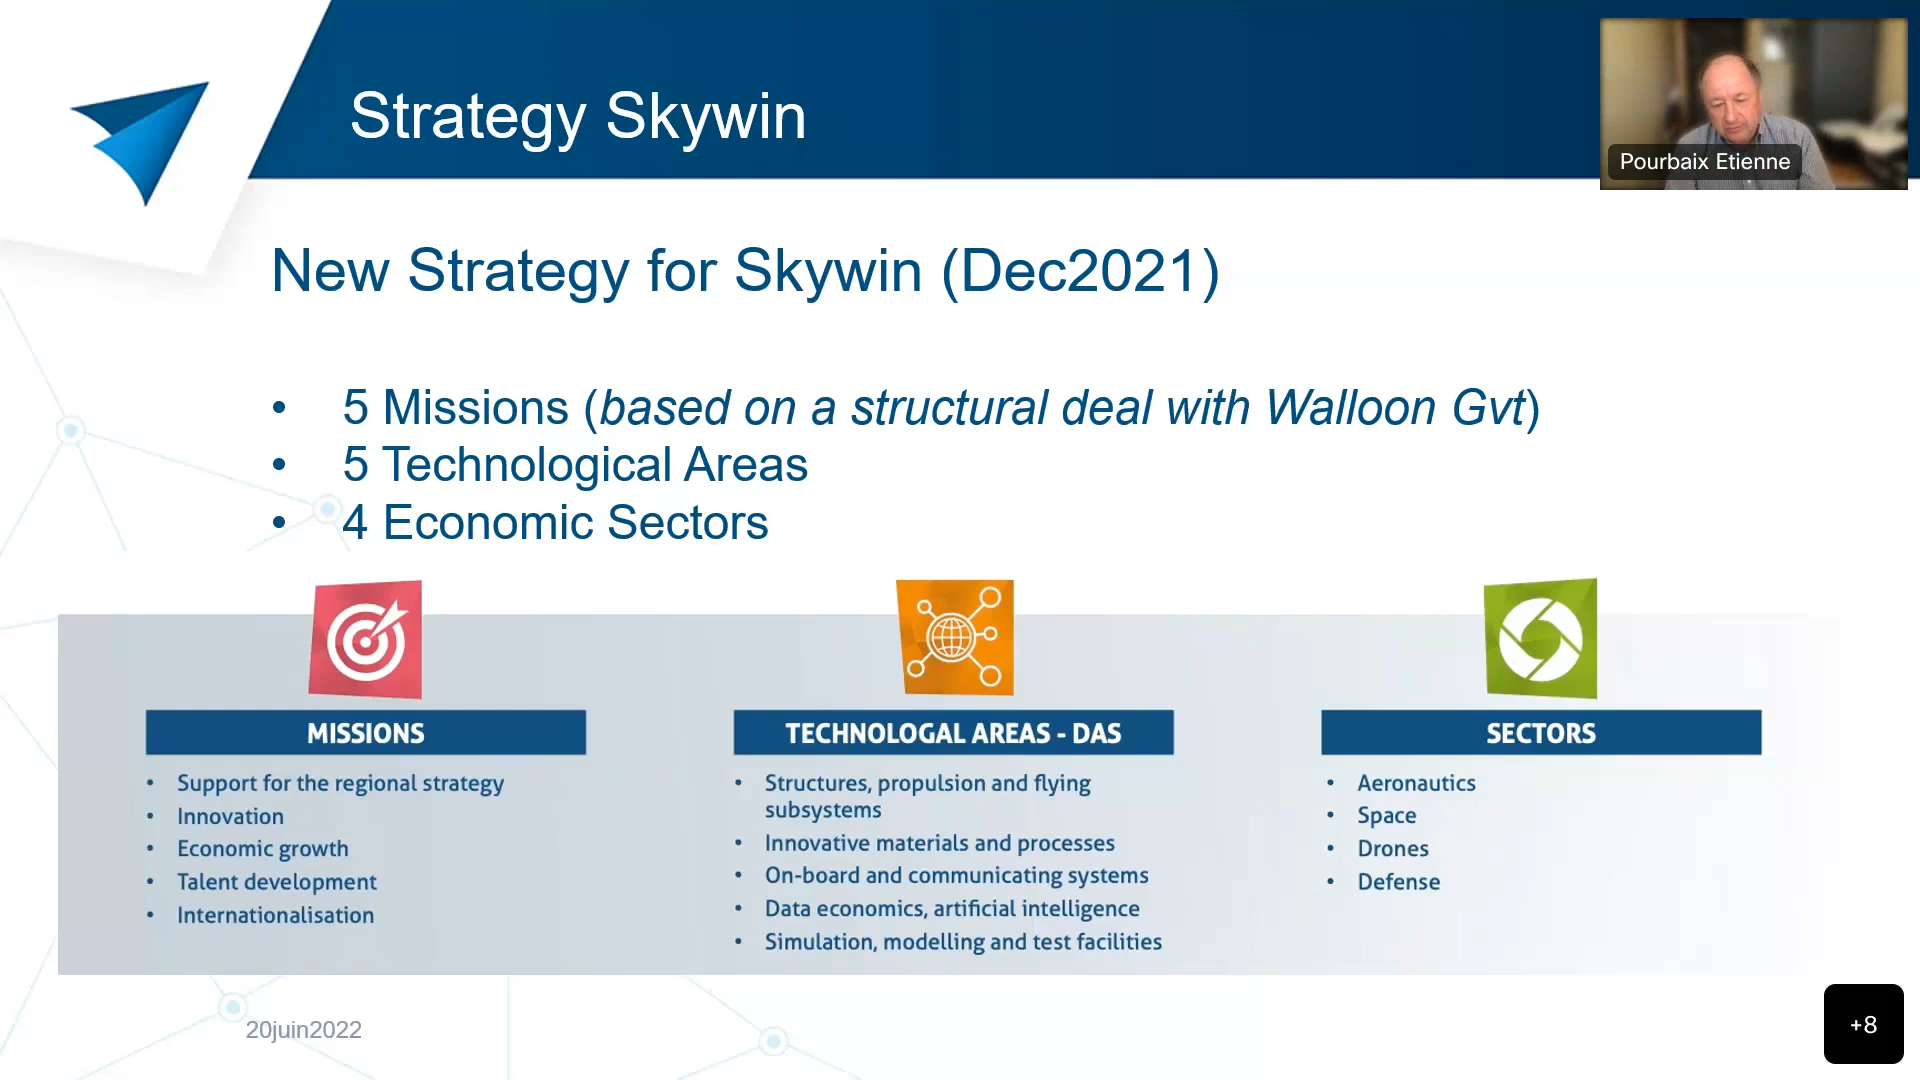 Strategy Skywin
Pourbaix Etienne
New Strategy for Skywin (Dec2021)
• 5 Missions (based on a structural deal with Walloon Gvt)
• 5 Technological Areas
• 4 Economic Sectors
MISSIONS
• Support for the regional strategy
• Innovation
• Economic growth
• Talent development
• Internationalisation
TECHNOLOGAL AREAS - DAS
• Structures, propulsion and flying
subsystems
• Innovative materials and processes
• On-board and communicating systems
• Data economics, artificial intelligence
• Simulation, modelling and test facilities
SECTORS
• Aeronautics
• Space
• Drones
• Defense
20juin2022
+8